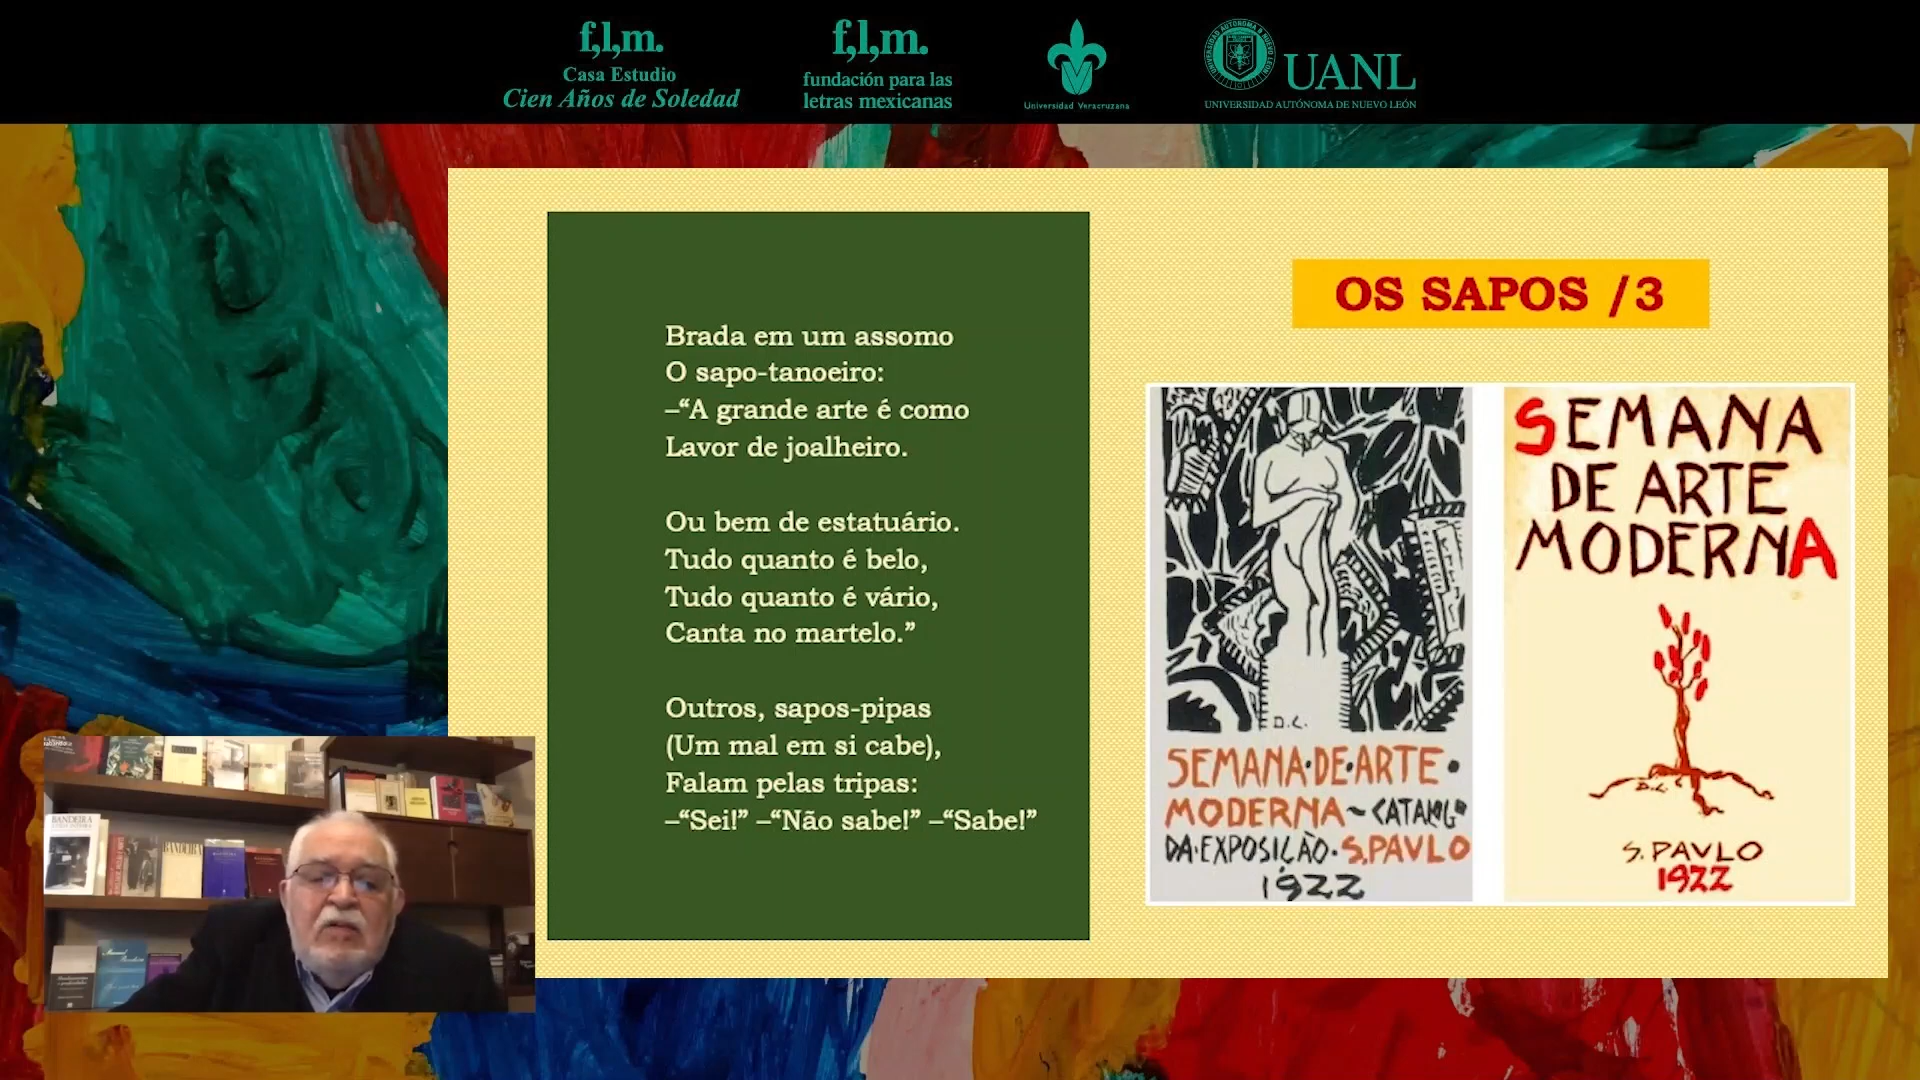 f,l,m.
Casa Estudio
Cien Años de Soledad
f,l,m.
fundación para las
letras mexicanas
Universidad Veracruzana
UANL
UNIVERSIDAD AUTÓNOMA DE NUEVO LEÓN
OS SAPOS /3
Brada em um assomo
O sapo-tanoeiro:
–“A grande arte é como
Lavor de joalheiro.
Ou bem de estatuário.
Tudo quanto é belo,
Tudo quanto é vário,
Canta no martelo.”
Outros, sapos-pipas
(Um mal em si cabe),
Falam pelas tripas:
–“Sei!” –“Não sabe!” –“Sabe!”
D.C.
SEMANA·DE·ARTE·
MODERNA~CATALOGO
DA·EXPOSIÇÃO·S.PAVLO
1922
SEMANA
DE ARTE
MODERNA
D.C.
S. PAVLO
1922
BANDEIRA
BANDEIRA